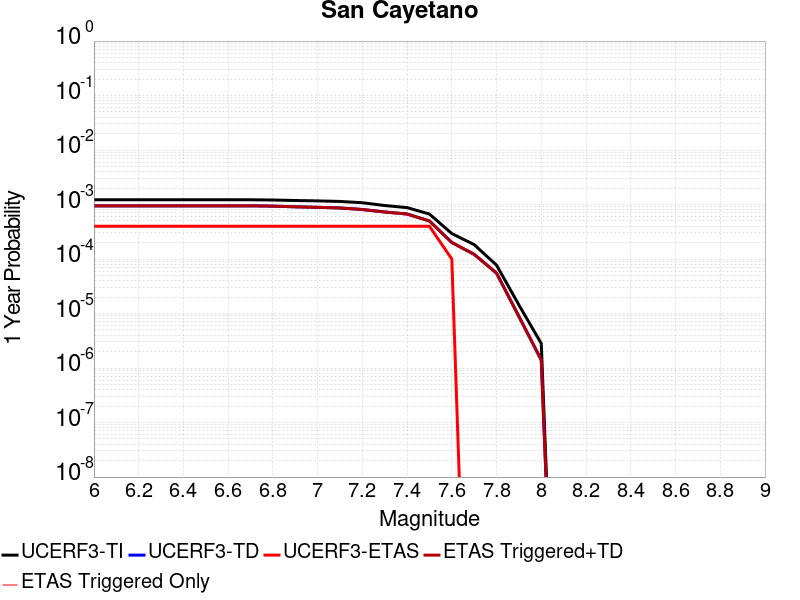 San Cayetano
10^0
10^-1
10^-2
10^-3
10^-4
10^-5
10^-6
10^-7
10^-8
1 Year Probability
6 6.2 6.4 6.6 6.8 7 7.2 7.4 7.6 7.8 8 8.2 8.4 8.6 8.8 9
Magnitude
UCERF3-TI UCERF3-TD UCERF3-ETAS ETAS Triggered+TD
ETAS Triggered Only